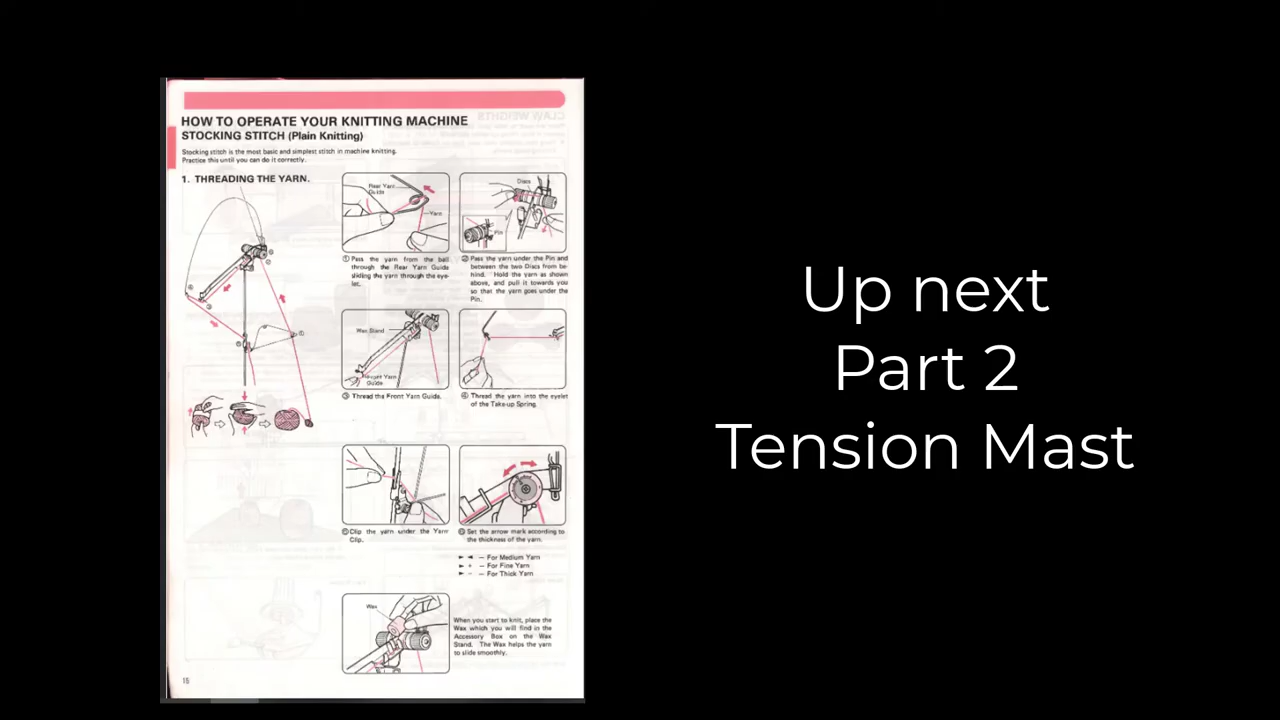 HOW TO OPERATE YOUR KNITTING MACHINE
STOCKING STITCH (Plain Knitting)
Stocking stitch is the most basic and simplest stitch in machine knitting.
Practice this until you can do it correctly.
1. THREADING THE YARN.
Rear Yarn
Guide
Yarn
① Pass the yarn from the ball
through the Rear Yarn Guide
sliding the yarn through the eye-
let.
Discs
Pin
② Pass the yarn under the Pin and
between the two Discs from be-
hind. Hold the yarn as shown
above, and pull it towards you
so that the yarn goes under the
Pin.
Wax Stand
Front Yarn
Guide
③ Thread the Front Yarn Guide.
④ Thread the yarn into the eyelet
of the Take-up Spring.
Clip the yarn under the Yarn
Clip.
Set the arrow mark according to
the thickness of the yarn.
► ◄ — For Medium Yarn
► + — For Fine Yarn
► − — For Thick Yarn
Wax
When you start to knit, place the
Wax which you will find in the
Accessory Box on the Wax
Stand. The Wax helps the yarn
to slide smoothly.
Up next
Part 2
Tension Mast